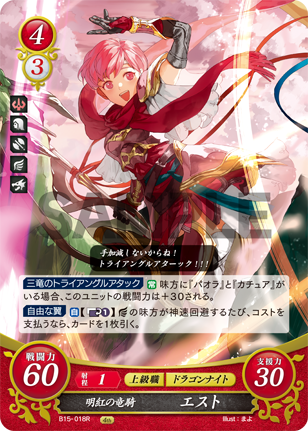 4
3
SAMPLE
手加減しないからね!
トライアングルアターック!!!
三竜のトライアングルアタック 常 味方に『パオラ』と『カチュア』が
いる場合、このユニットの戦闘力は+30される。
自由な翼 自【1】の味方が神速回避するたび、コストを
支払うなら、カードを1枚引く。
戦闘力
60
射程 1
上級職
ドラゴンナイト
支援力
30
明紅の竜騎 エスト
B15-018R
Illust:まよ